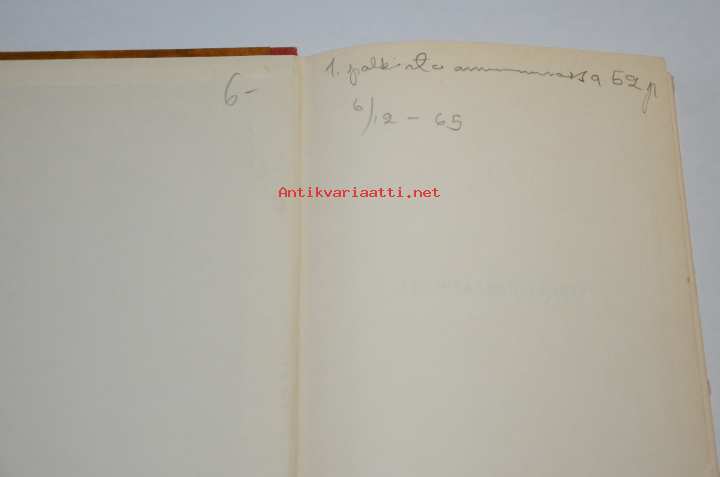 6-
1. palkinto ammunnassa 52 p
6/12 - 65
Antikvariaatti.net